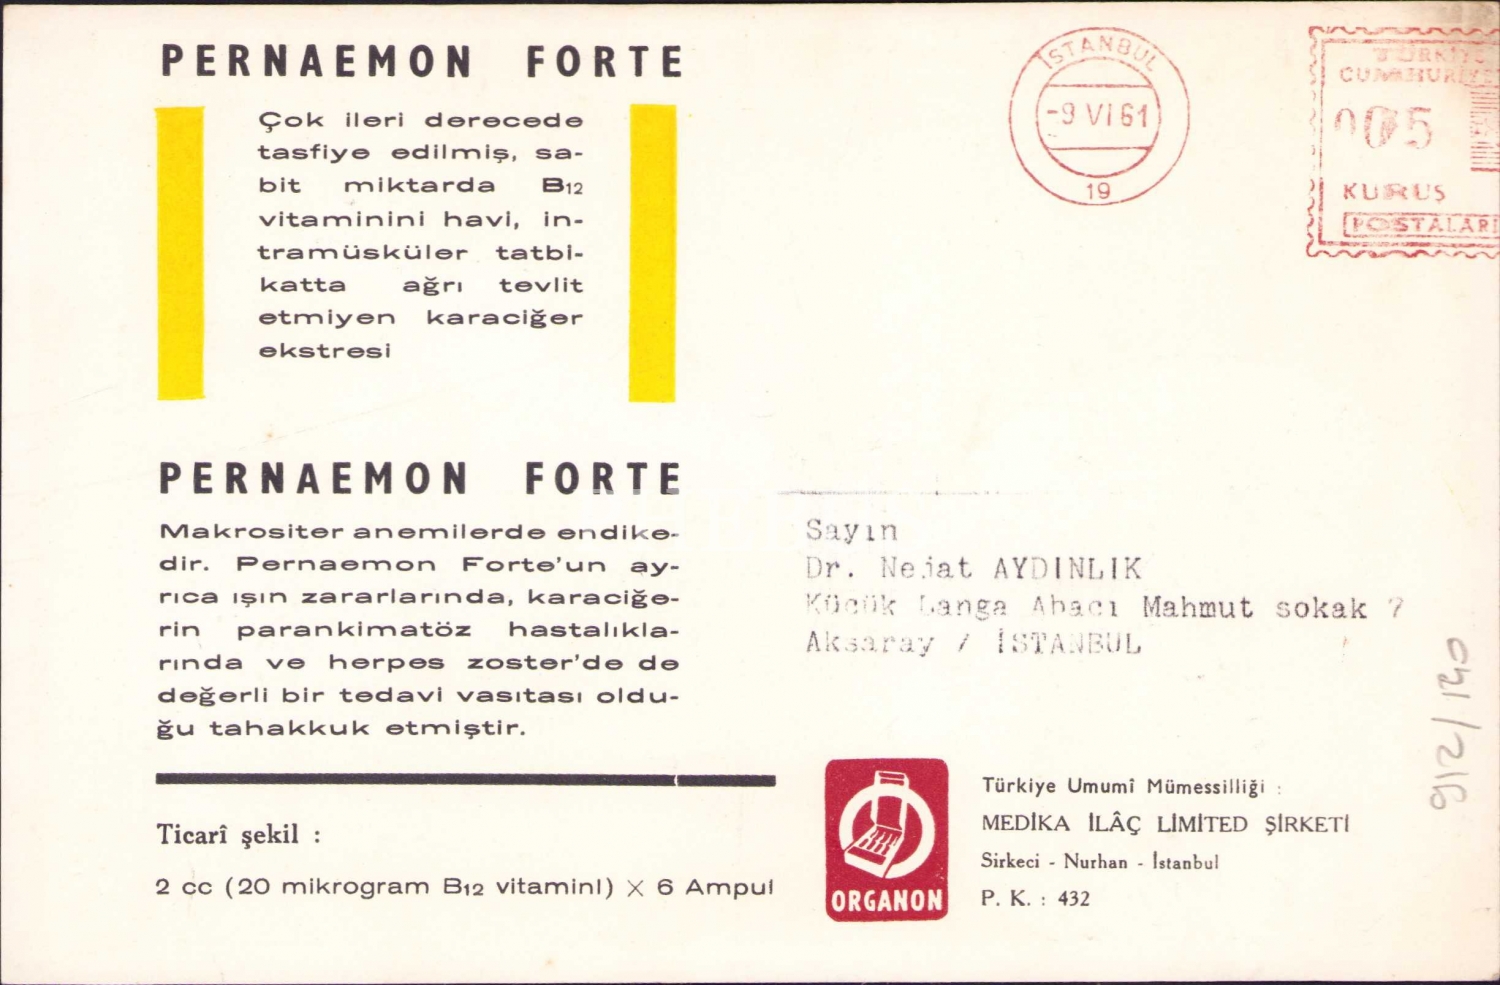 PERNAEMON FORTE
Çok ileri derecede
tasfiye edilmiş, sa-
bit miktarda B12
vitaminini havi, in-
tramüsküler tatbi-
katta ağrı tevlit
etmiyen karaciğer
ekstresi
PERNAEMON FORTE
Makrositer anemilerde endike-
dir. Pernaemon Forte'un ay-
rıca ışın zararlarında, karaciğe-
rin parankimatöz hastalıkla-
rında ve herpes zoster'de de
değerli bir tedavi vasıtası oldu-
ğu tahakkuk etmiştir.
Ticarî şekil :
2 cc (20 mikrogram B12 vitamini) X 6 Ampul
İSTANBUL
-9 VI 61
19
TÜRKİYE
CUMHURİYE
005
KURUŞ
POSTALARI
Sayın
Dr. Nejat AYDINLIK
Küçük Langa Abacı Mahmut sokak 7
Aksaray / İSTANBUL
ORGANON
Türkiye Umumî Mümessilliği :
MEDİKA İLÂÇ LİMİTED ŞİRKETİ
Sirkeci - Nurhan - İstanbul
P. K. : 432
912/140